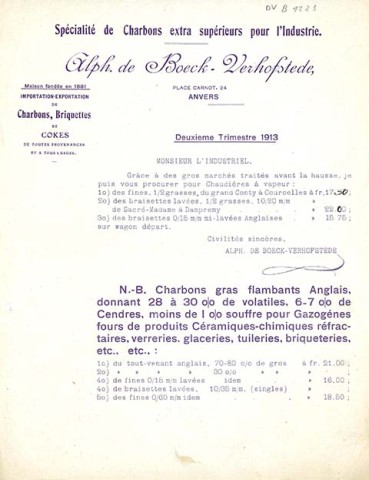 DV B 1221
Spécialité de Charbons extra supérieurs pour l'Industrie.
Alph. de Boeck-Verhofstede,
PLACE CARNOT, 24
ANVERS
Maison fondée en 1881
IMPORTATION-EXPORTATION
DE
Charbons, Briquettes
ET
COKES
DE TOUTES PROVENANCES
ET A TOUS USAGES.
Deuxieme Trimestre 1913
MONSIEUR L'INDUSTRIEL.
Grâce à des gros marchés traités avant la hausse, je
puis vous procurer pour Chaudières à vapeur:
1o) des fines, 1/2 grasses, du grand Conty à Courcelles à fr. 17.50;
2o) des braisettes lavées, 1/2 grasses, 10/20 m/m
de Sacré-Madame à Dampremy » 22.00;
3o) des braisettes 0/15 m/m mi-lavées Anglaises » 15.75;
sur wagon départ.
Civilités sincères.
ALPH. DE BOECK-VERHOFSTEDE
N.-B. Charbons gras flambants Anglais,
donnant 28 à 30 o/o de volatiles, 6-7 o/o de
Cendres, moins de 1 o/o souffre pour Gazogénes
fours de produits Céramiques-chimiques réfrac-
taires, verreries. glaceries, tuileries, briqueteries,
etc., etc., :
1o) du tout-venant anglais, 70-80 o/o de gros à fr. 21.00;
2o) » » » » 30 o/o » »
4o) de fines 0/15 m/m lavées idem » 16.00;
4o) de braisettes lavées, 10/35 m/m. (singles) »
5o) des fines 0/60 m/m idem » 18.50;